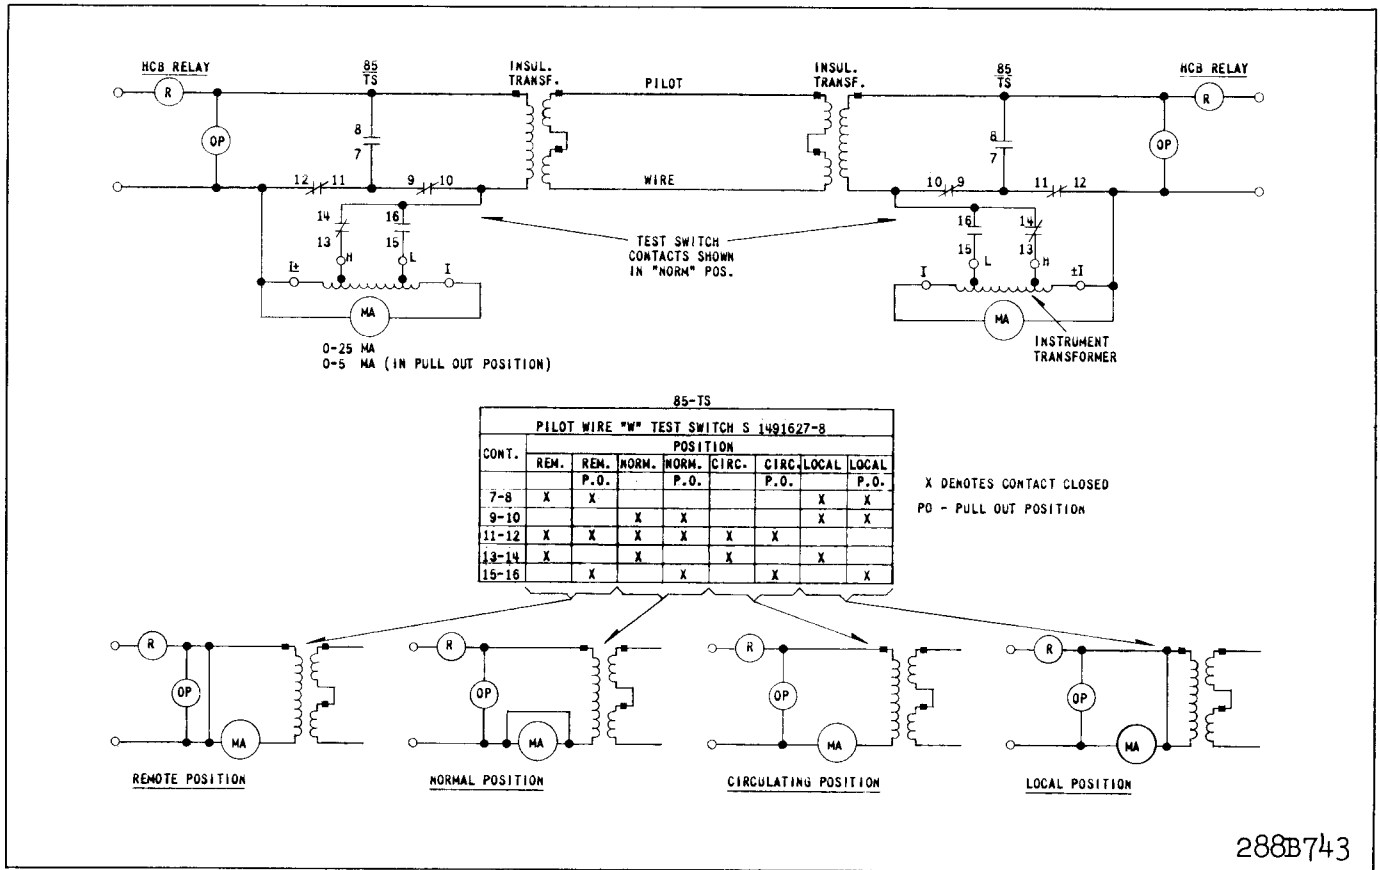 HCB RELAY
85
TS
INSUL.
TRANSF.
PILOT
INSUL.
TRANSF.
85
TS
HCB RELAY
R
8
7
OP
R
8
7
OP
12 11 9 10
WIRE
10 9 11 12
14 16
13 15
H L
TEST SWITCH
CONTACTS SHOWN
IN "NORM" POS.
16 14
15 13
L H
I± I
I ±I
MA
MA
0-25 MA
0-5 MA (IN PULL OUT POSITION)
INSTRUMENT
TRANSFORMER
85-TS
PILOT WIRE "W" TEST SWITCH S 1491627-8
CONT. POSITION
REM. REM. NORM. NORM. CIRC. CIRC. LOCAL LOCAL
P.O. P.O. P.O. P.O.
7-8 X X X X
9-10 X X X X
11-12 X X X X X X
13-14 X X X X
15-16 X X X X
X DENOTES CONTACT CLOSED
PO - PULL OUT POSITION
R R R R
OP OP OP OP
MA MA MA MA
REMOTE POSITION
NORMAL POSITION
CIRCULATING POSITION
LOCAL POSITION
288B743